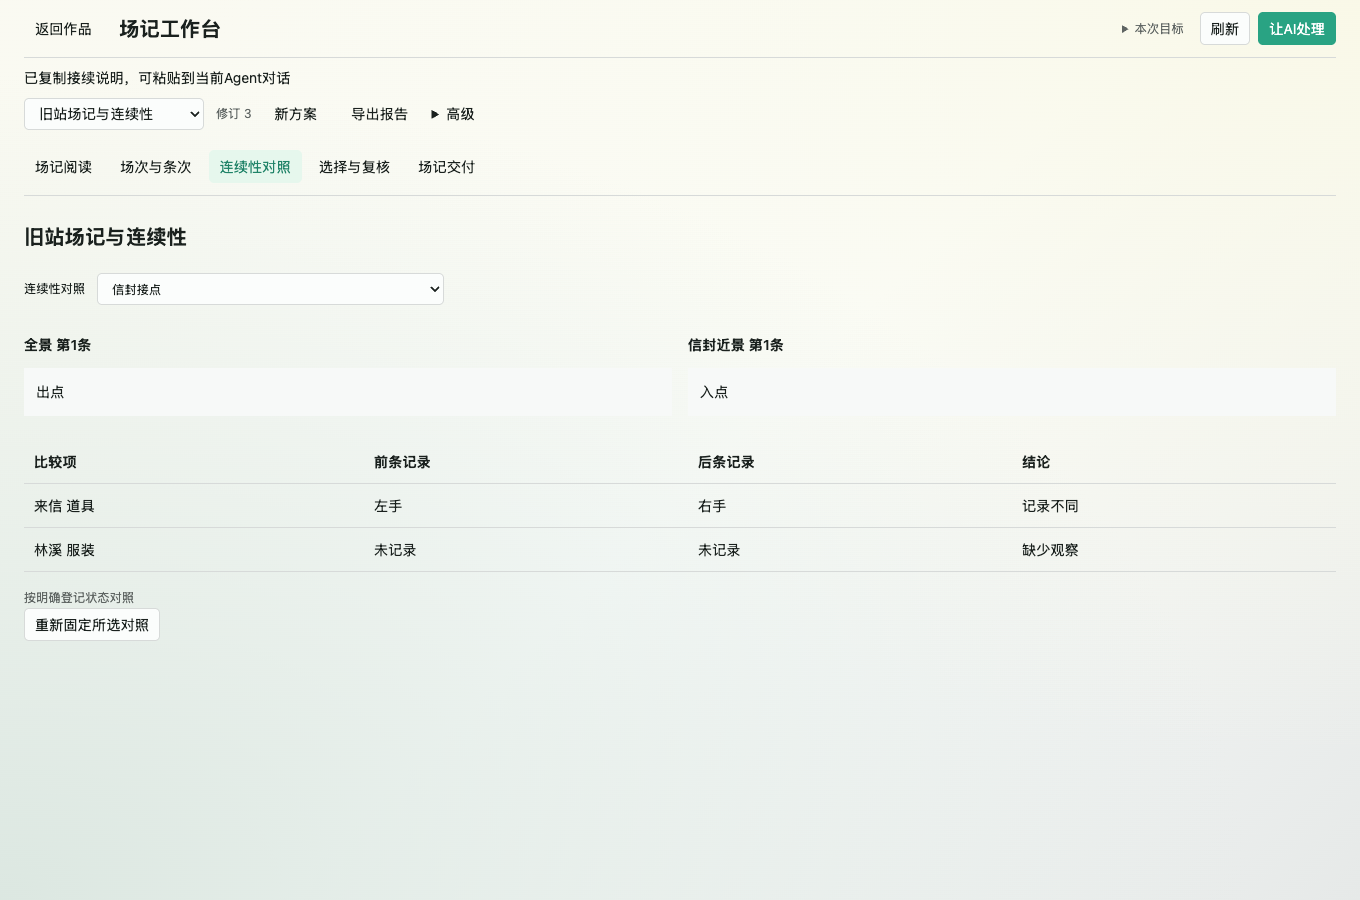 返回作品 场记工作台 ▶ 本次目标 刷新 让AI处理
已复制接续说明，可粘贴到当前Agent对话
旧站场记与连续性 修订 3 新方案 导出报告 ▶ 高级
场记阅读 场次与条次 连续性对照 选择与复核 场记交付
旧站场记与连续性
连续性对照 信封接点
全景 第1条 信封近景 第1条
出点 入点
比较项 前条记录 后条记录 结论
来信 道具 左手 右手 记录不同
林溪 服装 未记录 未记录 缺少观察
按明确登记状态对照
重新固定所选对照